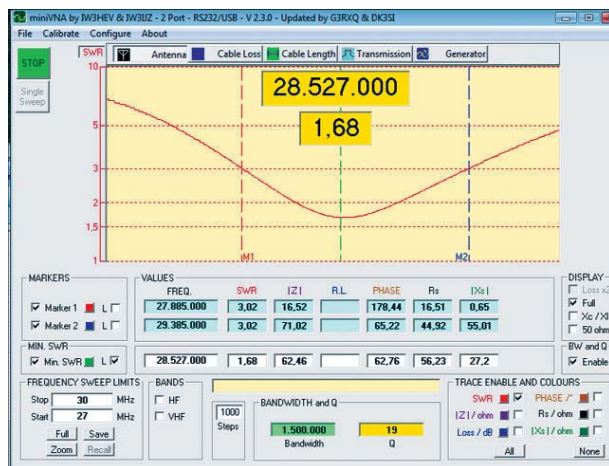 miniVNA by IW3HEV & IW3IJZ - 2 Port - RS232/USB - V 2.3.0 - Updated by G3RXQ & DK3SI
File Calibrate Configure About
STOP
Single Sweep
SWR
Antenna Cable Loss Cable Length Transmission Generator
28.527.000
1,68
10
5
3
2
1,5
1
M1 M2
MARKERS
Marker 1 L
Marker 2 L
VALUES
FREQ. SWR |Z| R.L. PHASE Rs |Xs|
27.885.000 3,02 16,52 178,44 16,51 0,65
29.385.000 3,02 71,02 65,22 44,92 55,01
DISPLAY
Loss x2
Full
Xc / Xl
50 ohm
MIN. SWR
Min. SWR L
28.527.000 1,68 62,46 62,76 56,23 27,2
BW and Q
Enable
FREQUENCY SWEEP LIMITS
Stop 30 MHz
Start 27 MHz
Full Save
Zoom Recall
BANDS
HF
VHF
1000
Steps
BANDWIDTH and Q
1.500.000 19
Bandwidth Q
TRACE ENABLE AND COLOURS
SWR PHASE /°
|Z| / ohm Rs / ohm
Loss / dB |Xs| / ohm
All None